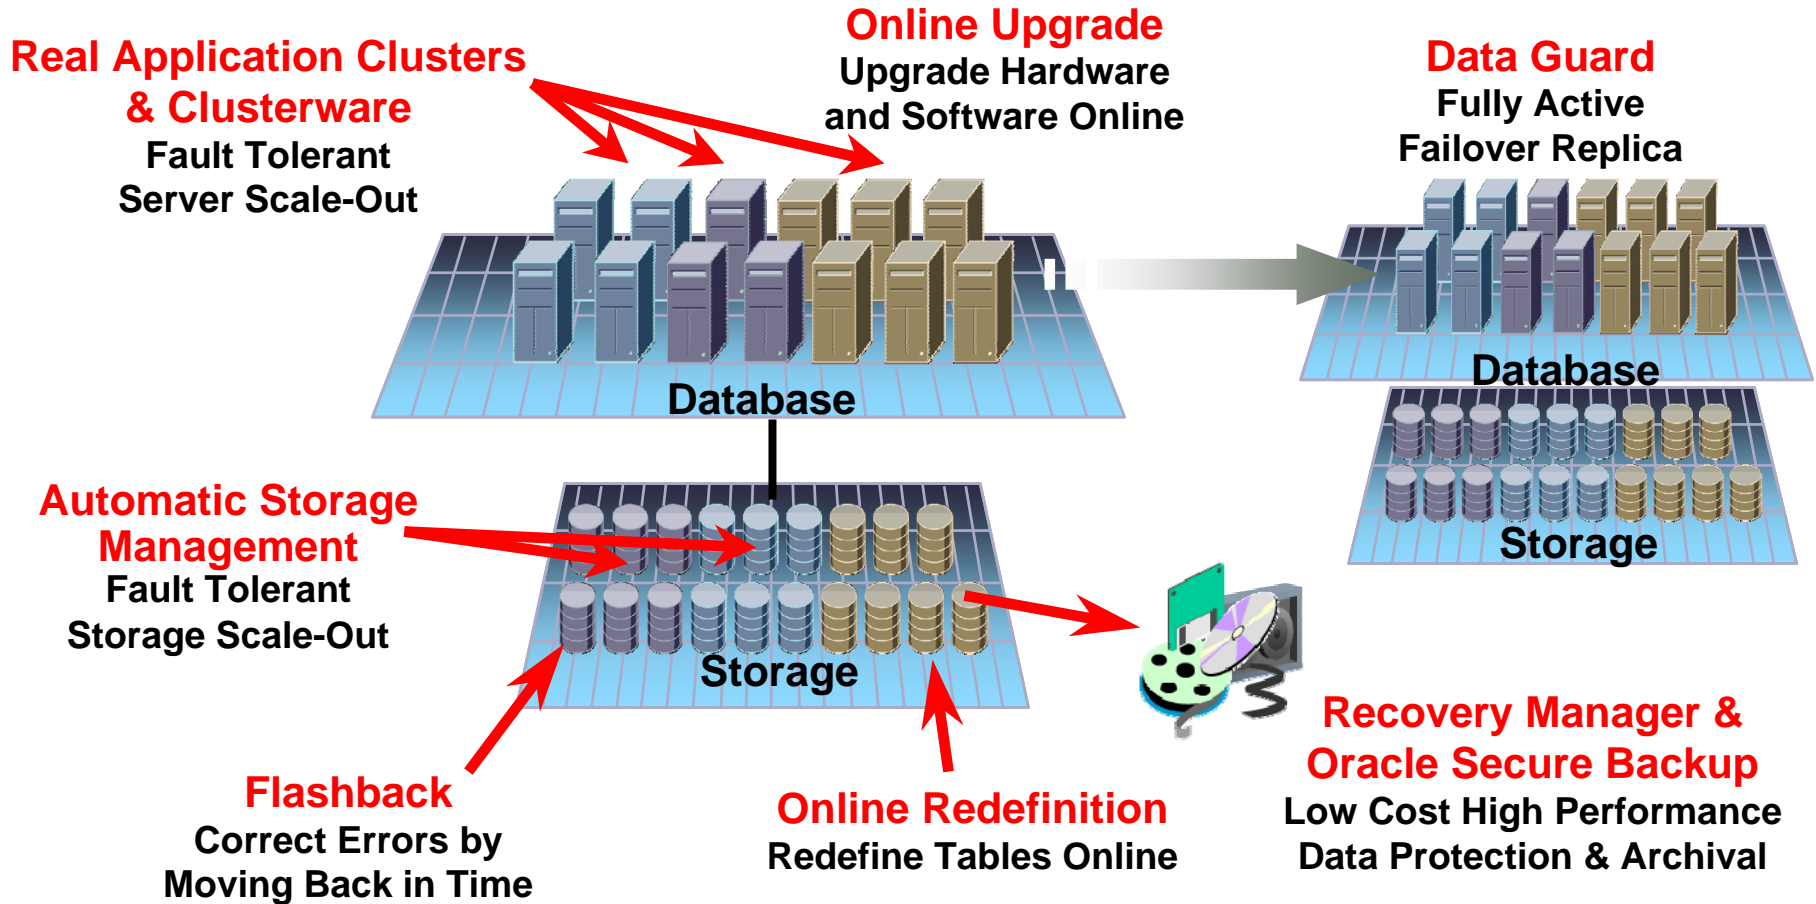 Real Application Clusters
& Clusterware
Fault Tolerant
Server Scale-Out
Online Upgrade
Upgrade Hardware
and Software Online
Data Guard
Fully Active
Failover Replica
Database
Database
Automatic Storage
Management
Fault Tolerant
Storage Scale-Out
Storage
Storage
Flashback
Correct Errors by
Moving Back in Time
Online Redefinition
Redefine Tables Online
Recovery Manager &
Oracle Secure Backup
Low Cost High Performance
Data Protection & Archival